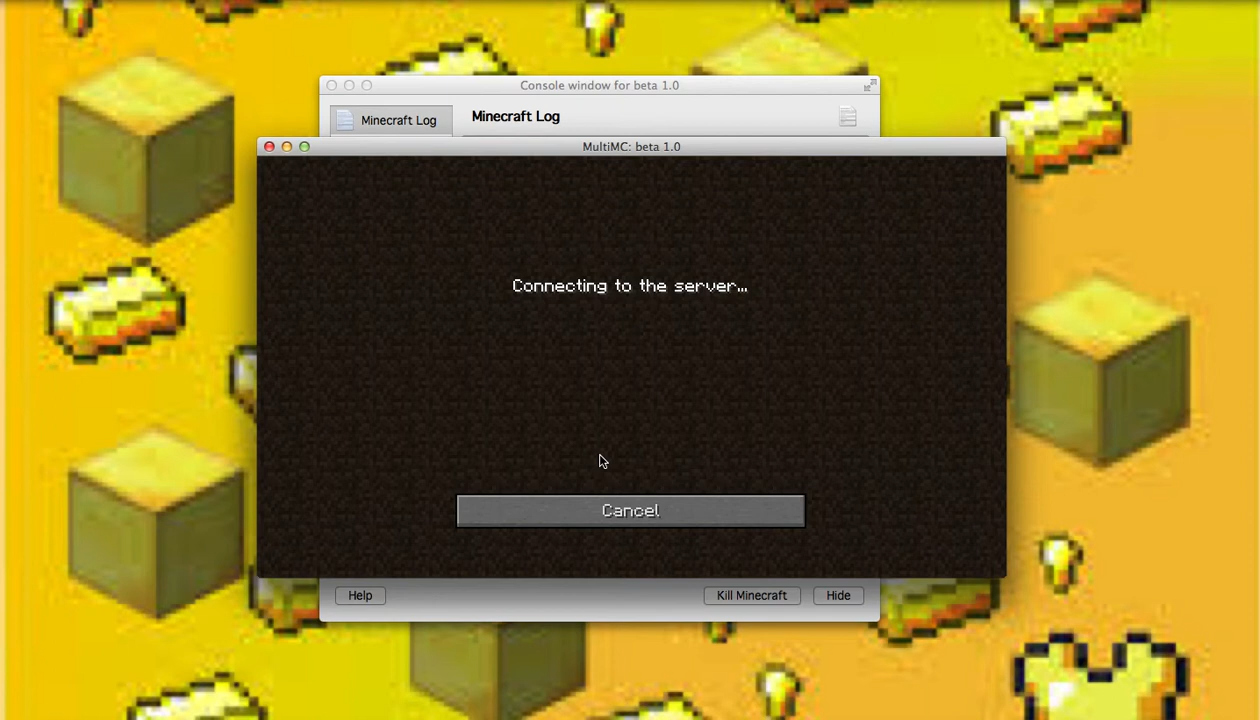 Console window for beta 1.0
Minecraft Log
Minecraft Log
MultiMC: beta 1.0
Connecting to the server...
Cancel
Help
Kill Minecraft
Hide